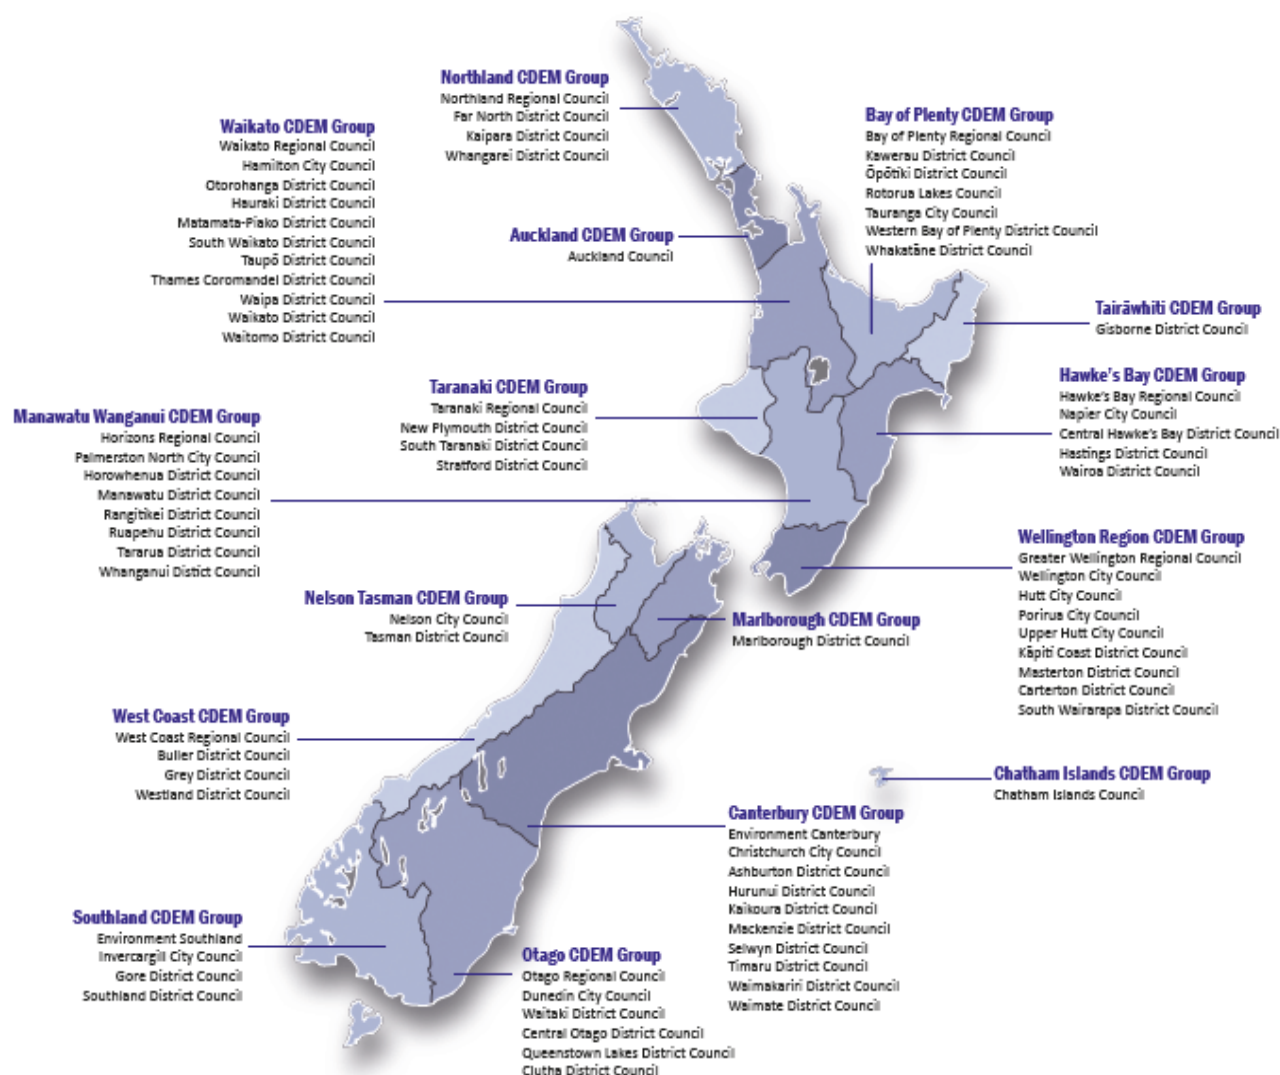 Northland CDEM Group
Northland Regional Council
Far North District Council
Kaipara District Council
Whangarei District Council
Waikato CDEM Group
Waikato Regional Council
Hamilton City Council
Otorohanga District Council
Hauraki District Council
Matamata-Piako District Council
South Waikato District Council
Taupō District Council
Thames Coromandel District Council
Waipa District Council
Waikato District Council
Waitomo District Council
Bay of Plenty CDEM Group
Bay of Plenty Regional Council
Kawerau District Council
Ōpōtiki District Council
Rotorua Lakes Council
Tauranga City Council
Western Bay of Plenty District Council
Whakatāne District Council
Auckland CDEM Group
Auckland Council
Tairāwhiti CDEM Group
Gisborne District Council
Taranaki CDEM Group
Taranaki Regional Council
New Plymouth District Council
South Taranaki District Council
Stratford District Council
Hawke's Bay CDEM Group
Hawke's Bay Regional Council
Napier City Council
Central Hawke's Bay District Council
Hastings District Council
Wairoa District Council
Manawatu Wanganui CDEM Group
Horizons Regional Council
Palmerston North City Council
Horowhenua District Council
Manawatu District Council
Rangitikei District Council
Ruapehu District Council
Tararua District Council
Whanganui Distict Council
Wellington Region CDEM Group
Greater Wellington Regional Council
Wellington City Council
Hutt City Council
Porirua City Council
Upper Hutt City Council
Kāpiti Coast District Council
Masterton District Council
Carterton District Council
South Wairarapa District Council
Nelson Tasman CDEM Group
Nelson City Council
Tasman District Council
Marlborough CDEM Group
Marlborough District Council
West Coast CDEM Group
West Coast Regional Council
Buller District Council
Grey District Council
Westland District Council
Chatham Islands CDEM Group
Chatham Islands Council
Canterbury CDEM Group
Environment Canterbury
Christchurch City Council
Ashburton District Council
Hurunui District Council
Kaikoura District Council
Mackenzie District Council
Selwyn District Council
Timaru District Council
Waimakariri District Council
Waimate District Council
Southland CDEM Group
Environment Southland
Invercargill City Council
Gore District Council
Southland District Council
Otago CDEM Group
Otago Regional Council
Dunedin City Council
Waitaki District Council
Central Otago District Council
Queenstown Lakes District Council
Clutha District Council